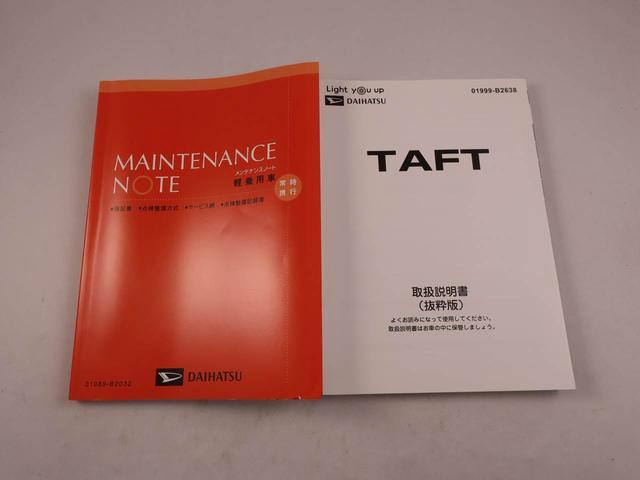 MAINTENANCE
NOTE
メンテナンスノート
軽乗用車
常時
携行
●保証書 ●点検整備方式 ●サービス網 ●点検整備記録簿
DAIHATSU
01989-B2032
Light you up
DAIHATSU
01999-B2638
TAFT
取扱説明書
（抜粋版）
よくお読みになって使用してください。
取扱説明書はお車の中に保管しましょう。